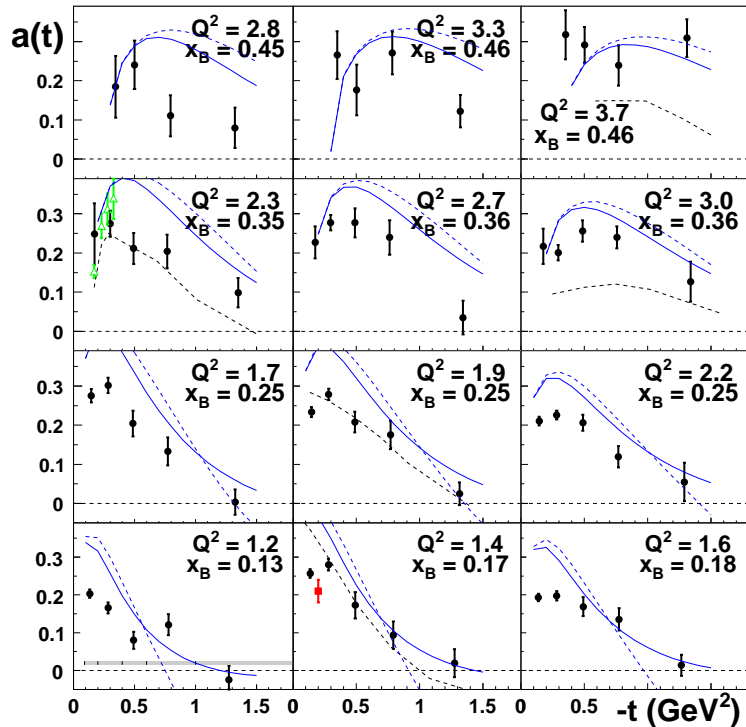 a(t)
0.3
0.2
0.1
0
Q² = 2.8
x_B = 0.45
Q² = 3.3
x_B = 0.46
Q² = 3.7
x_B = 0.46
0.3
0.2
0.1
0
Q² = 2.3
x_B = 0.35
Q² = 2.7
x_B = 0.36
Q² = 3.0
x_B = 0.36
0.3
0.2
0.1
0
Q² = 1.7
x_B = 0.25
Q² = 1.9
x_B = 0.25
Q² = 2.2
x_B = 0.25
0.3
0.2
0.1
0
Q² = 1.2
x_B = 0.13
Q² = 1.4
x_B = 0.17
Q² = 1.6
x_B = 0.18
0 0.5 1 1.5 0.5 1 1.5 0.5 -t (GeV²)